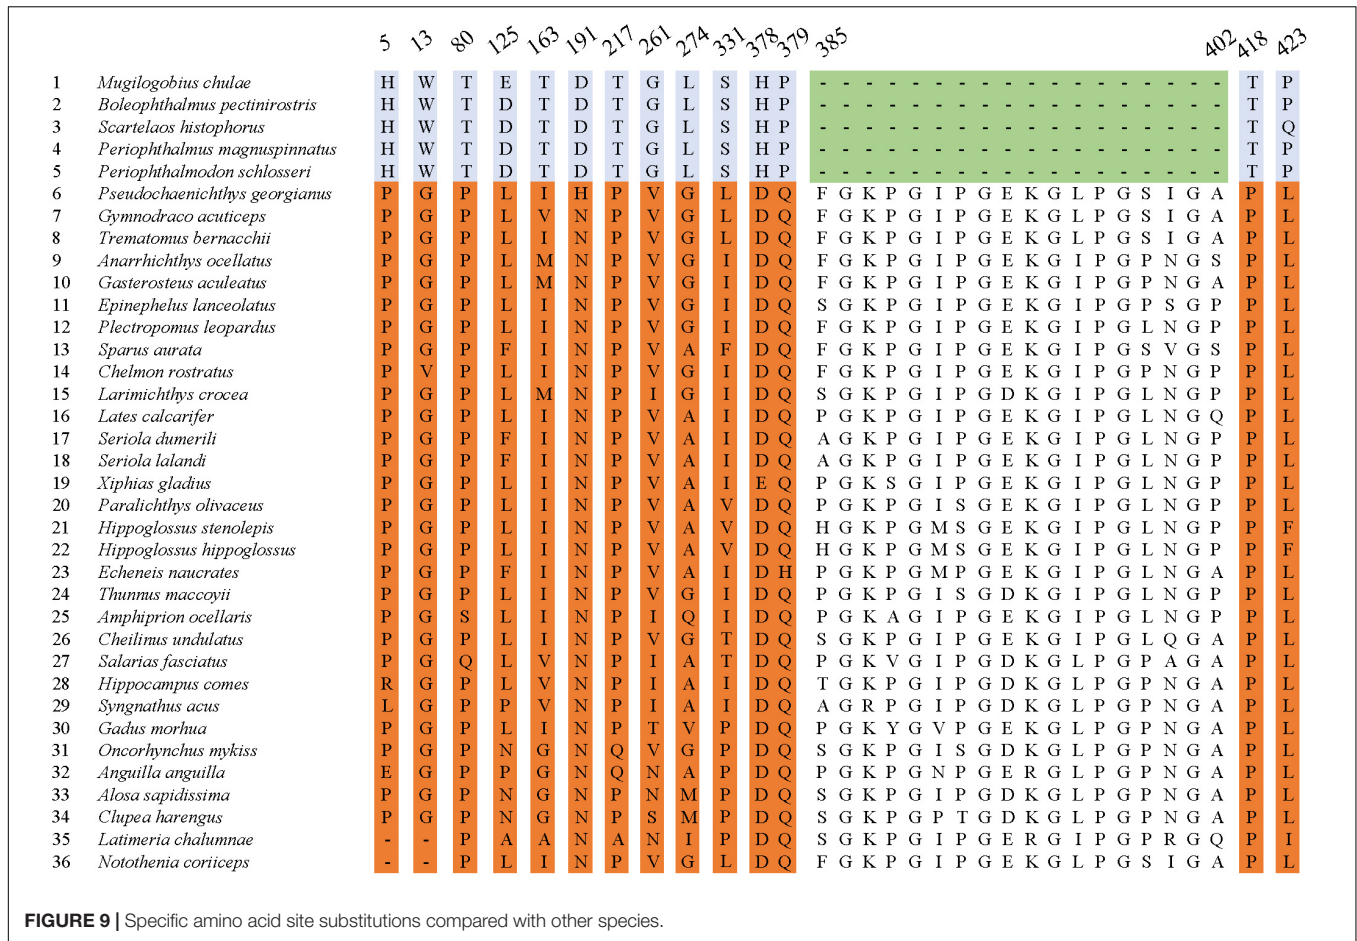 5 13 80 125 163 191 217 261 274 331 378 379 385 402 418 423
1 Mugilogobius chulae H W T E T D T G L S H P - - - - - - - - - - - - - - - - - - T P
2 Boleophthalmus pectinirostris H W T D T D T G L S H P - - - - - - - - - - - - - - - - - - T P
3 Scartelaos histophorus H W T D T D T G L S H P - - - - - - - - - - - - - - - - - - T Q
4 Periophthalmus magnuspinnatus H W T D T D T G L S H P - - - - - - - - - - - - - - - - - - T P
5 Periophthalmodon schlosseri H W T D T D T G L S H P - - - - - - - - - - - - - - - - - - T P
6 Pseudochaenichthys georgianus P G P L I H P V G L D Q F G K P G I P G E K G L P G S I G A P L
7 Gymnodraco acuticeps P G P L V N P V G L D Q F G K P G I P G E K G L P G S I G A P L
8 Trematomus bernacchii P G P L I N P V G L D Q F G K P G I P G E K G L P G S I G A P L
9 Anarrhichthys ocellatus P G P L M N P V G I D Q F G K P G I P G E K G I P G P N G S P L
10 Gasterosteus aculeatus P G P L M N P V G I D Q F G K P G I P G E K G I P G P N G A P L
11 Epinephelus lanceolatus P G P L I N P V G I D Q S G K P G I P G E K G I P G P S G P P L
12 Plectropomus leopardus P G P L I N P V G I D Q F G K P G I P G E K G I P G L N G P P L
13 Sparus aurata P G P F I N P V A F D Q F G K P G I P G E K G I P G S V G S P L
14 Chelmon rostratus P V P L I N P V G I D Q F G K P G I P G E K G I P G P N G P P L
15 Larimichthys crocea P G P L M N P I G I D Q S G K P G I P G D K G I P G L N G P P L
16 Lates calcarifer P G P L I N P V A I D Q P G K P G I P G E K G I P G L N G Q P L
17 Seriola dumerili P G P F I N P V A I D Q A G K P G I P G E K G I P G L N G P P L
18 Seriola lalandi P G P F I N P V A I D Q A G K P G I P G E K G I P G L N G P P L
19 Xiphias gladius P G P L I N P V A I E Q P G K S G I P G E K G I P G L N G P P L
20 Paralichthys olivaceus P G P L I N P V A V D Q P G K P G I S G E K G I P G L N G P P L
21 Hippoglossus stenolepis P G P L I N P V A V D Q H G K P G M S G E K G I P G L N G P P F
22 Hippoglossus hippoglossus P G P L I N P V A V D Q H G K P G M S G E K G I P G L N G P P F
23 Echeneis naucrates P G P F I N P V A I D H P G K P G M P G E K G I P G L N G A P L
24 Thunnus maccoyii P G P L I N P V G I D Q P G K P G I S G D K G I P G L N G P P L
25 Amphiprion ocellaris P G S L I N P I Q I D Q P G K A G I P G E K G I P G L N G P P L
26 Cheilinus undulatus P G P L I N P V G T D Q S G K P G I P G E K G I P G L Q G A P L
27 Salarias fasciatus P G Q L V N P I A T D Q P G K V G I P G D K G L P G P A G A P L
28 Hippocampus comes R G P L V N P I A I D Q T G K P G I P G D K G L P G P N G A P L
29 Syngnathus acus L G P P V N P I A I D Q A G R P G I P G D K G L P G P N G A P L
30 Gadus morhua P G P L I N P T V P D Q P G K Y G V P G E K G L P G P N G A P L
31 Oncorhynchus mykiss P G P N G N Q V G P D Q S G K P G I S G D K G L P G P N G A P L
32 Anguilla anguilla E G P P G N Q N A P D Q P G K P G N P G E R G L P G P N G A P L
33 Alosa sapidissima P G P N G N P N M P D Q S G K P G I P G D K G L P G P N G A P L
34 Clupea harengus P G P N G N P S M P D Q S G K P G P T G D K G L P G P N G A P L
35 Latimeria chalumnae - - P A A N A N I P D Q S G K P G I P G E R G I P G P R G Q P I
36 Notothenia coriiceps - - P L I N P V G L D Q F G K P G I P G E K G L P G S I G A P L
FIGURE 9 | Specific amino acid site substitutions compared with other species.